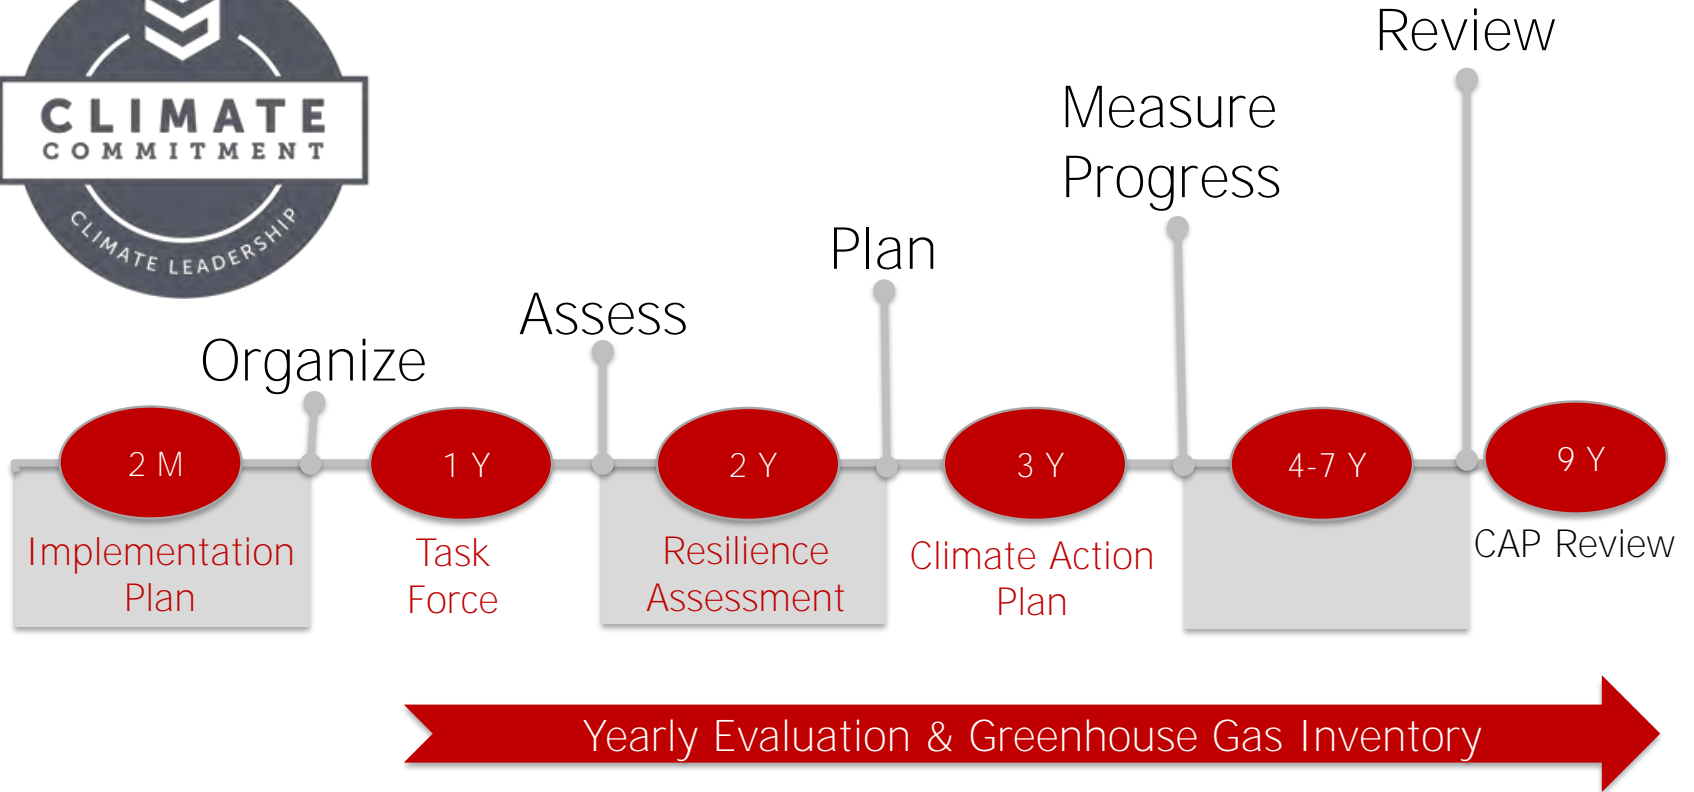 CLIMATE
COMMITMENT
CLIMATE LEADERSHIP
Review
Measure
Progress
Plan
Assess
Organize
2 M
1 Y
2 Y
3 Y
4-7 Y
9 Y
Implementation
Plan
Task
Force
Resilience
Assessment
Climate Action
Plan
CAP Review
Yearly Evaluation & Greenhouse Gas Inventory